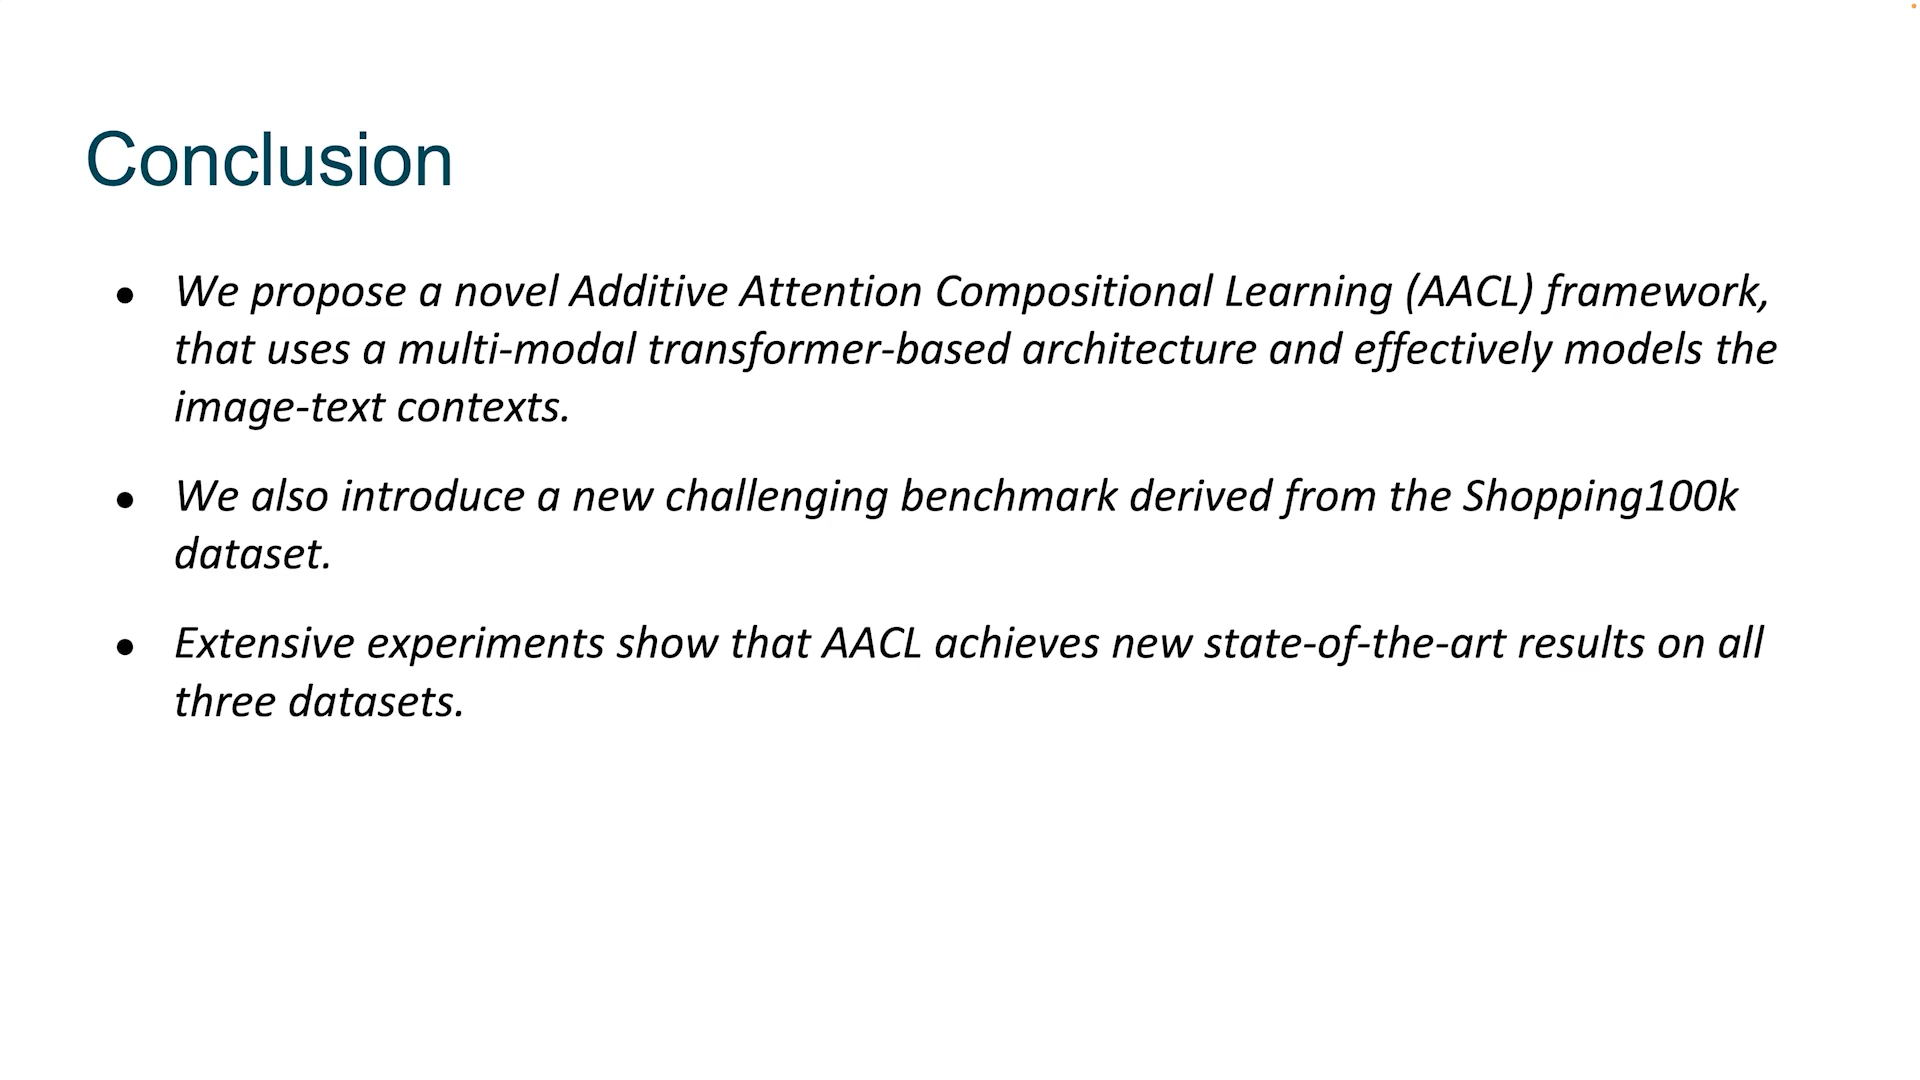 Conclusion
● We propose a novel Additive Attention Compositional Learning (AACL) framework,
that uses a multi-modal transformer-based architecture and effectively models the
image-text contexts.
● We also introduce a new challenging benchmark derived from the Shopping100k
dataset.
● Extensive experiments show that AACL achieves new state-of-the-art results on all
three datasets.